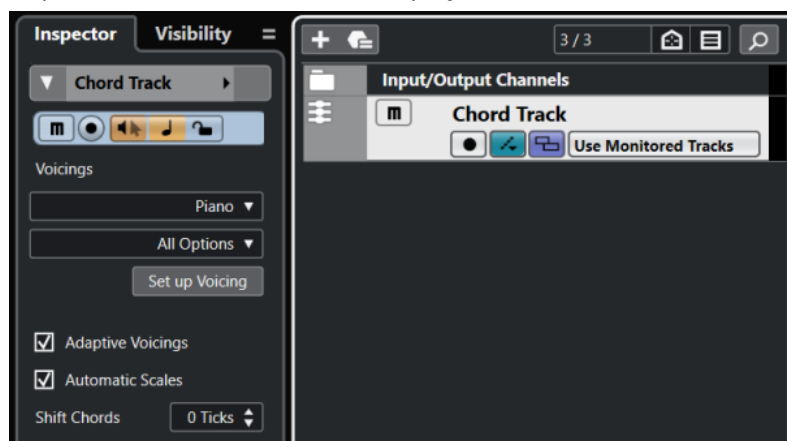 Inspector Visibility
Chord Track
m
Voicings
Piano
All Options
Set up Voicing
Adaptive Voicings
Automatic Scales
Shift Chords 0 Ticks
3/3
Input/Output Channels
m Chord Track
Use Monitored Tracks